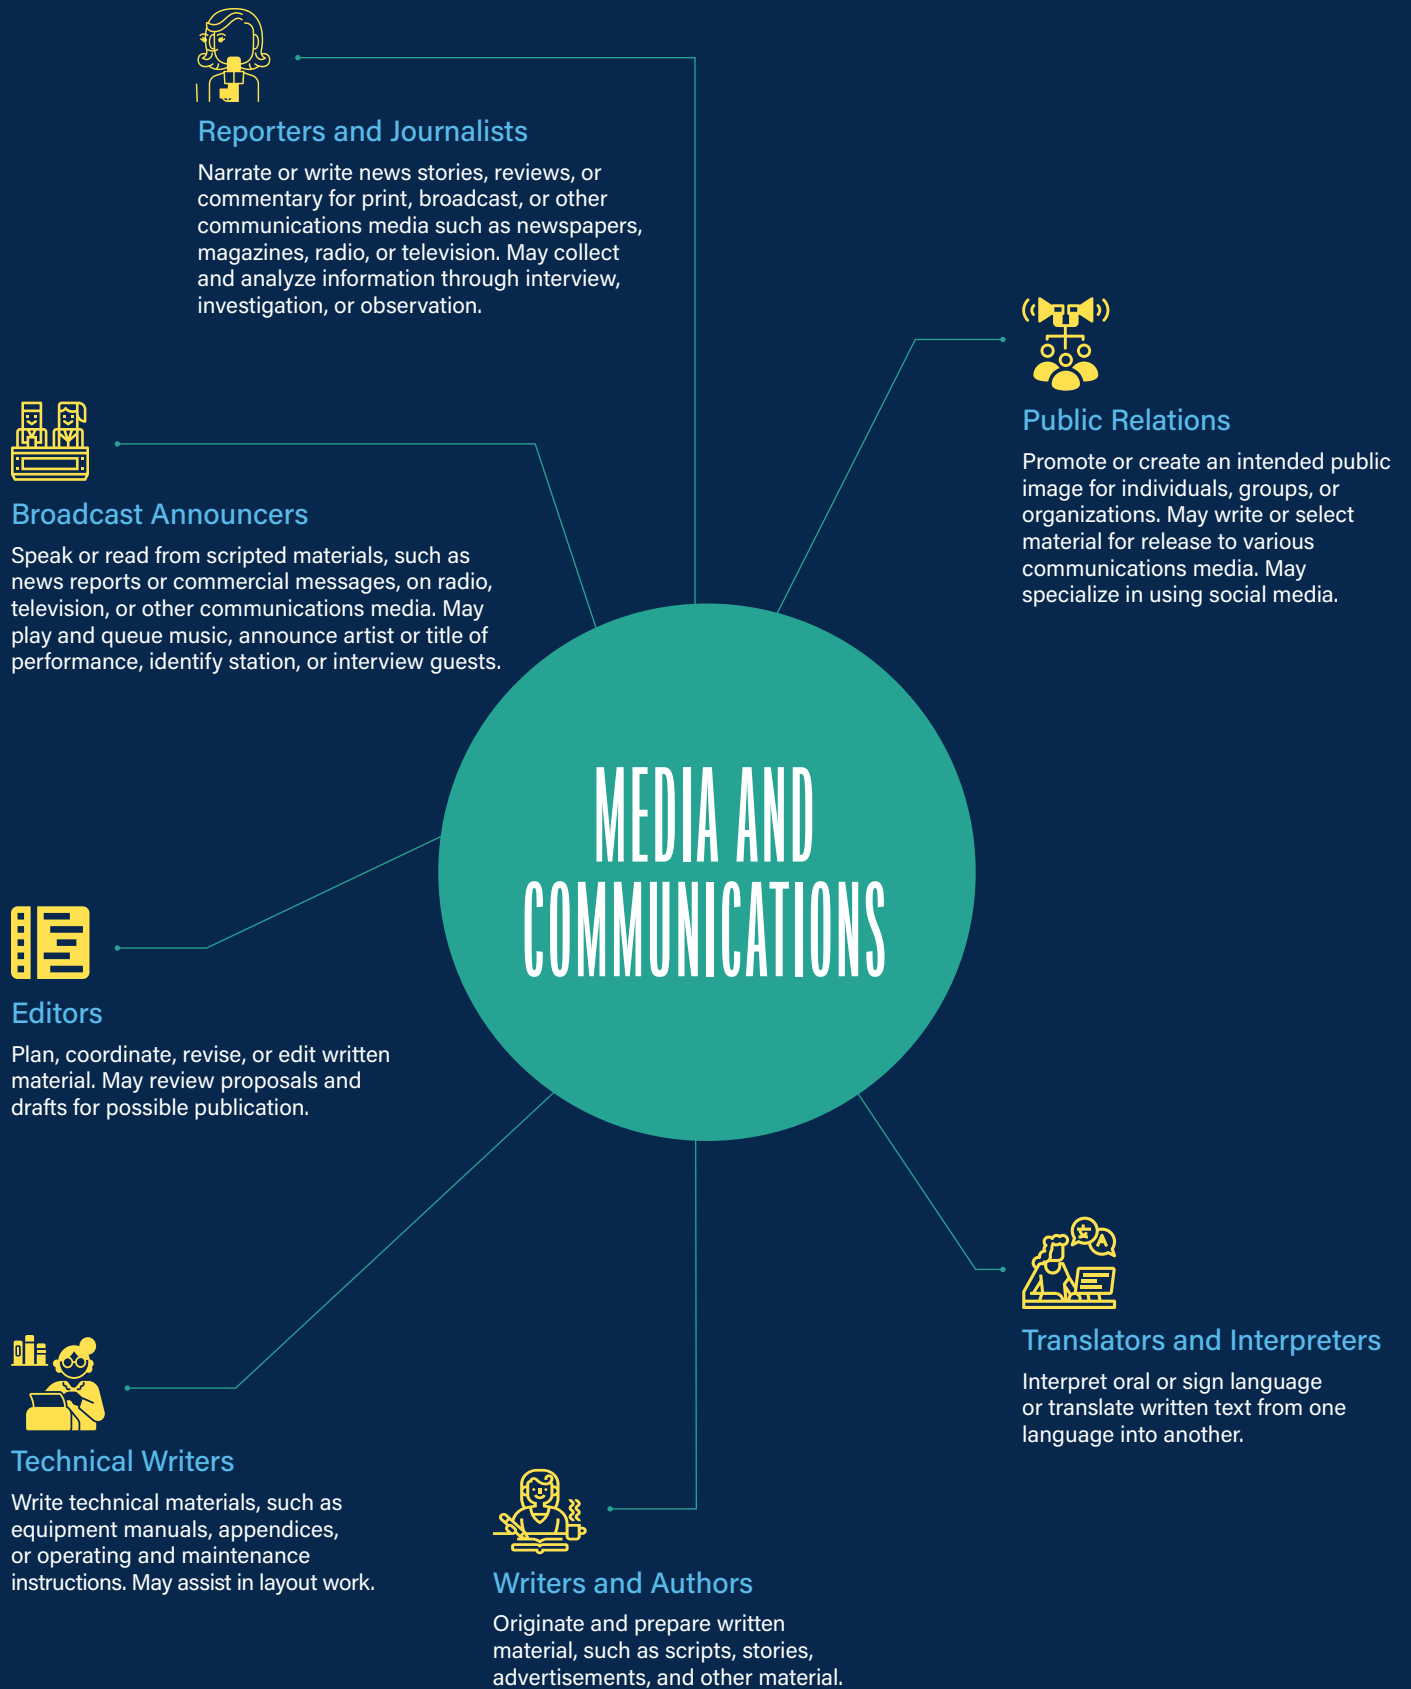 Reporters and Journalists
Narrate or write news stories, reviews, or
commentary for print, broadcast, or other
communications media such as newspapers,
magazines, radio, or television. May collect
and analyze information through interview,
investigation, or observation.
Public Relations
Promote or create an intended public
image for individuals, groups, or
organizations. May write or select
material for release to various
communications media. May
specialize in using social media.
Broadcast Announcers
Speak or read from scripted materials, such as
news reports or commercial messages, on radio,
television, or other communications media. May
play and queue music, announce artist or title of
performance, identify station, or interview guests.
MEDIA AND
COMMUNICATIONS
Editors
Plan, coordinate, revise, or edit written
material. May review proposals and
drafts for possible publication.
文 A
Translators and Interpreters
Interpret oral or sign language
or translate written text from one
language into another.
Technical Writers
Write technical materials, such as
equipment manuals, appendices,
or operating and maintenance
instructions. May assist in layout work.
Writers and Authors
Originate and prepare written
material, such as scripts, stories,
advertisements, and other material.